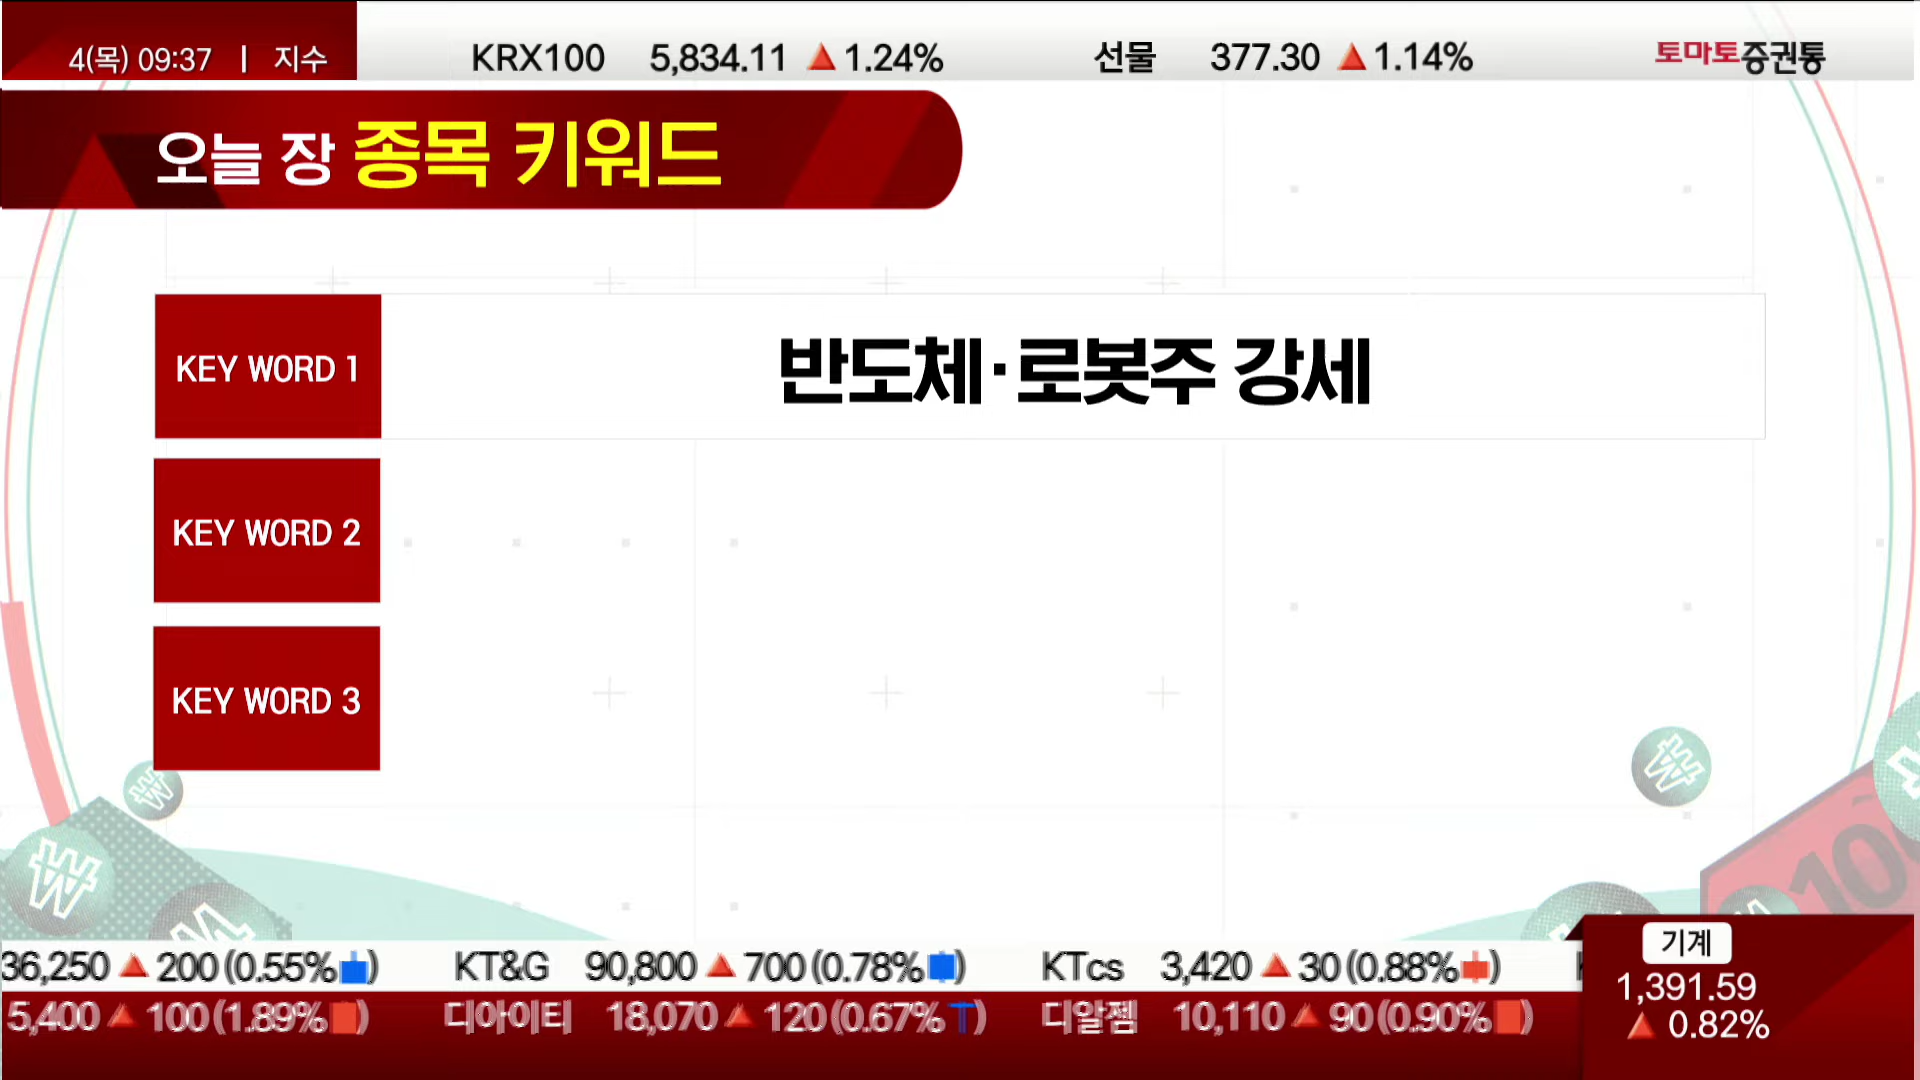 4(목) 09:37 | 지수 KRX100 5,834.11 ▲ 1.24% 선물 377.30 ▲ 1.14% 토마토증권통
오늘 장 종목 키워드
KEY WORD 1 반도체·로봇주 강세
KEY WORD 2
KEY WORD 3
36,250 ▲ 200 (0.55%) KT&G 90,800 ▲ 700 (0.78%) KTcs 3,420 ▲ 30 (0.88%)
5,400 ▲ 100 (1.89%) 디아이티 18,070 ▲ 120 (0.67%) 디알젬 10,110 ▲ 90 (0.90%)
기계
1,391.59
▲ 0.82%